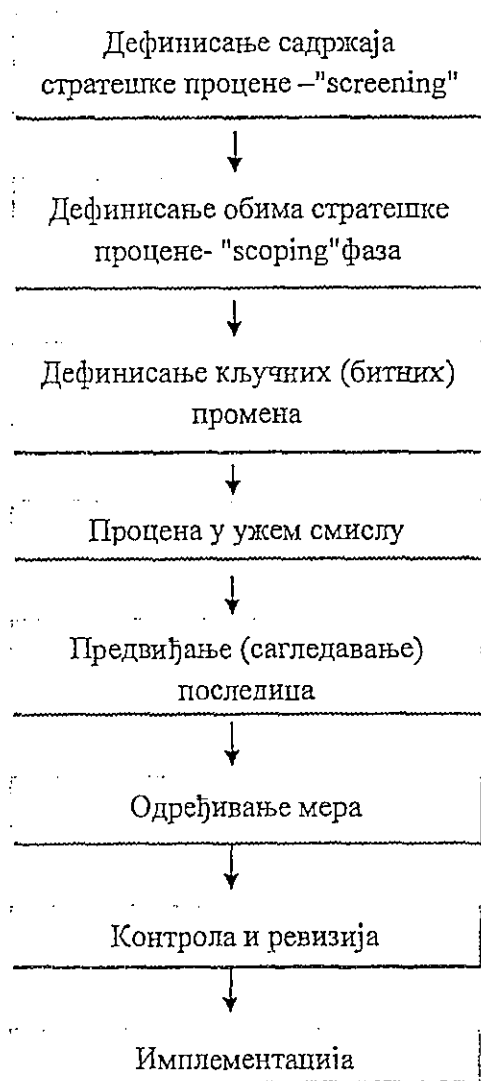 Дефинисање садржаја
стратешке процене –"screening"
Дефинисање обима стратешке
процене- "scoping"фаза
Дефинисање кључних (битних)
промена
Процена у ужем смислу
Предвиђање (сагледавање)
последица
Одређивање мера
Контрола и ревизија
Имплементација